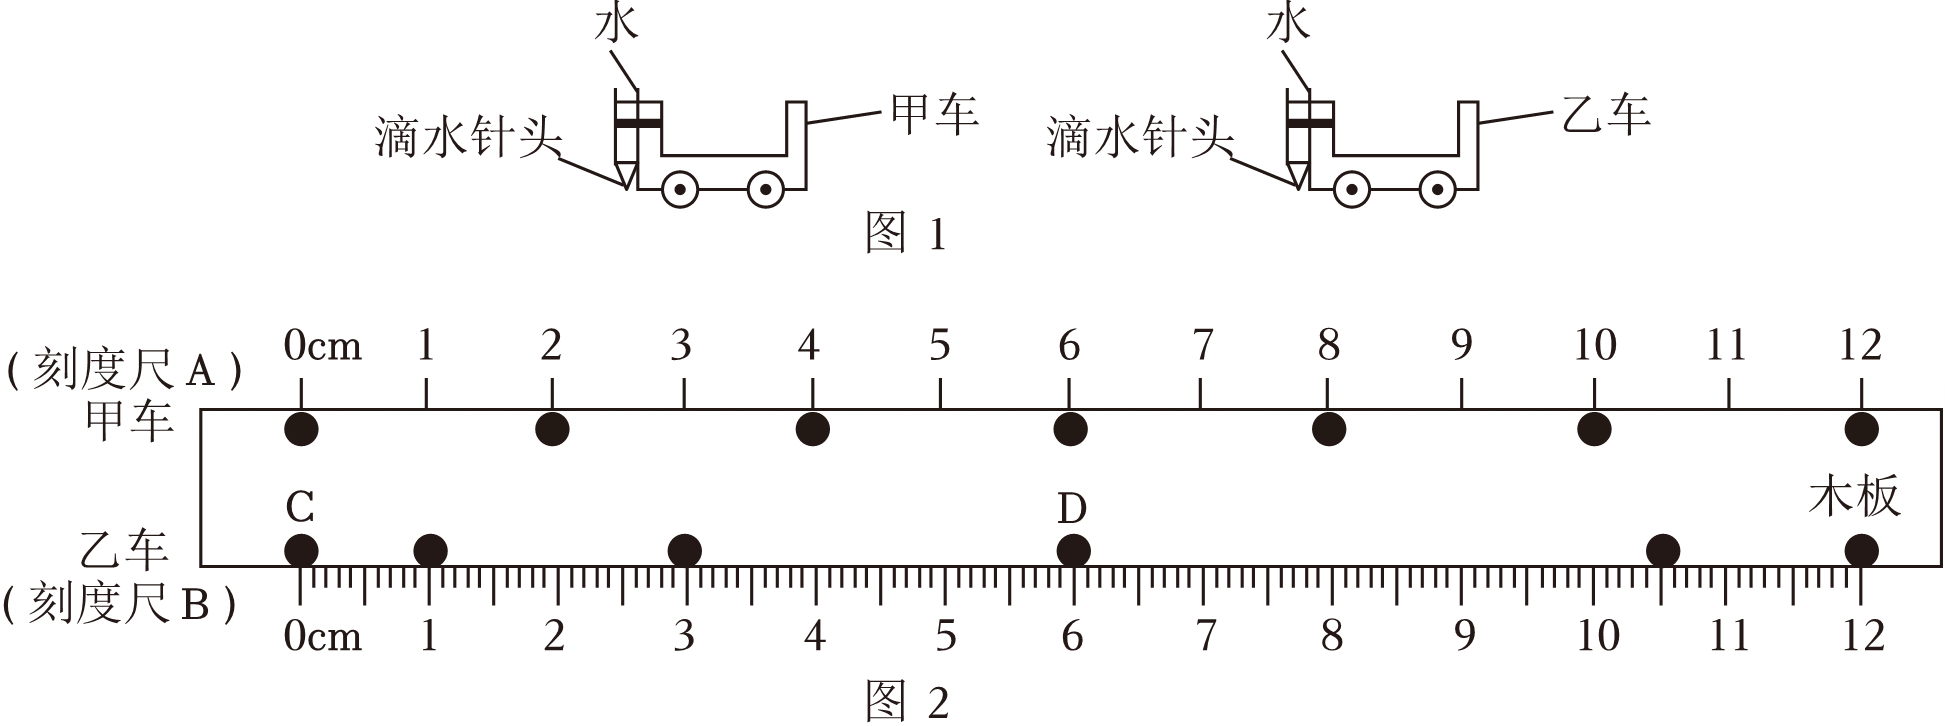 水 水
滴水针头 甲车 滴水针头 乙车
图 1
(刻度尺 A) 0cm 1 2 3 4 5 6 7 8 9 10 11 12
甲车
C D 木板
乙车
(刻度尺 B) 0cm 1 2 3 4 5 6 7 8 9 10 11 12
图 2